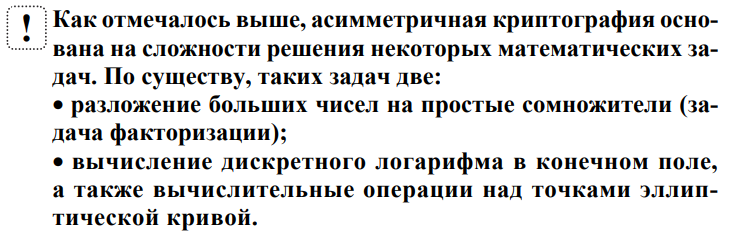 ! Как отмечалось выше, асимметричная криптография осно-
вана на сложности решения некоторых математических за-
дач. По существу, таких задач две:
• разложение больших чисел на простые сомножители (за-
дача факторизации);
• вычисление дискретного логарифма в конечном поле,
а также вычислительные операции над точками эллип-
тической кривой.